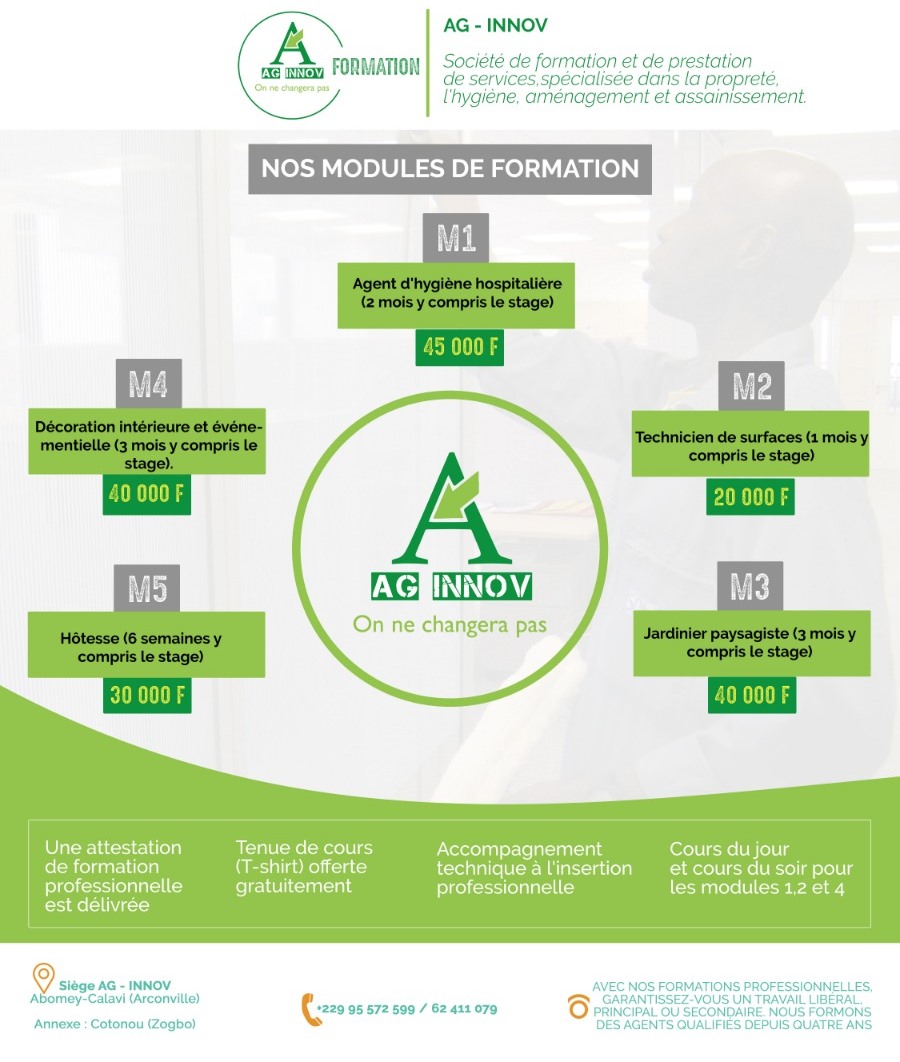 AG INNOV
On ne changera pas
FORMATION
AG - INNOV
Société de formation et de prestation
de services,spécialisée dans la propreté,
l'hygiène, aménagement et assainissement.
NOS MODULES DE FORMATION
M1
Agent d'hygiène hospitalière
(2 mois y compris le stage)
45 000 F
M4
Décoration intérieure et événe-
mentielle (3 mois y compris le
stage).
40 000 F
M2
Technicien de surfaces (1 mois y
compris le stage)
20 000 F
AG INNOV
On ne changera pas
M5
Hôtesse (6 semaines y
compris le stage)
30 000 F
M3
Jardinier paysagiste (3 mois y
compris le stage)
40 000 F
Une attestation
de formation
professionnelle
est délivrée
Tenue de cours
(T-shirt) offerte
gratuitement
Accompagnement
technique à l'insertion
professionnelle
Cours du jour
et cours du soir pour
les modules 1,2 et 4
Siège AG - INNOV
Abomey-Calavi (Arconville)
Annexe : Cotonou (Zogbo)
+229 95 572 599 / 62 411 079
AVEC NOS FORMATIONS PROFESSIONNELLES,
GARANTISSEZ-VOUS UN TRAVAIL LIBÉRAL,
PRINCIPAL OU SECONDAIRE. NOUS FORMONS
DES AGENTS QUALIFIÉS DEPUIS QUATRE ANS